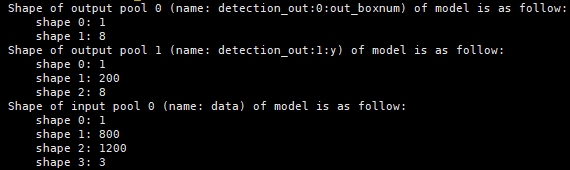 Shape of output pool 0 (name: detection_out:0:out_boxnum) of model is as follow:
shape 0: 1
shape 1: 8
Shape of output pool 1 (name: detection_out:1:y) of model is as follow:
shape 0: 1
shape 1: 200
shape 2: 8
Shape of input pool 0 (name: data) of model is as follow:
shape 0: 1
shape 1: 800
shape 2: 1200
shape 3: 3